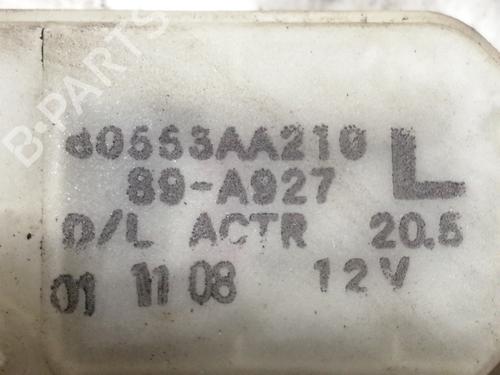 B-PARTS
60553AA210 L
89-A927
D/L ACTR 20.5
01 11 08 12V